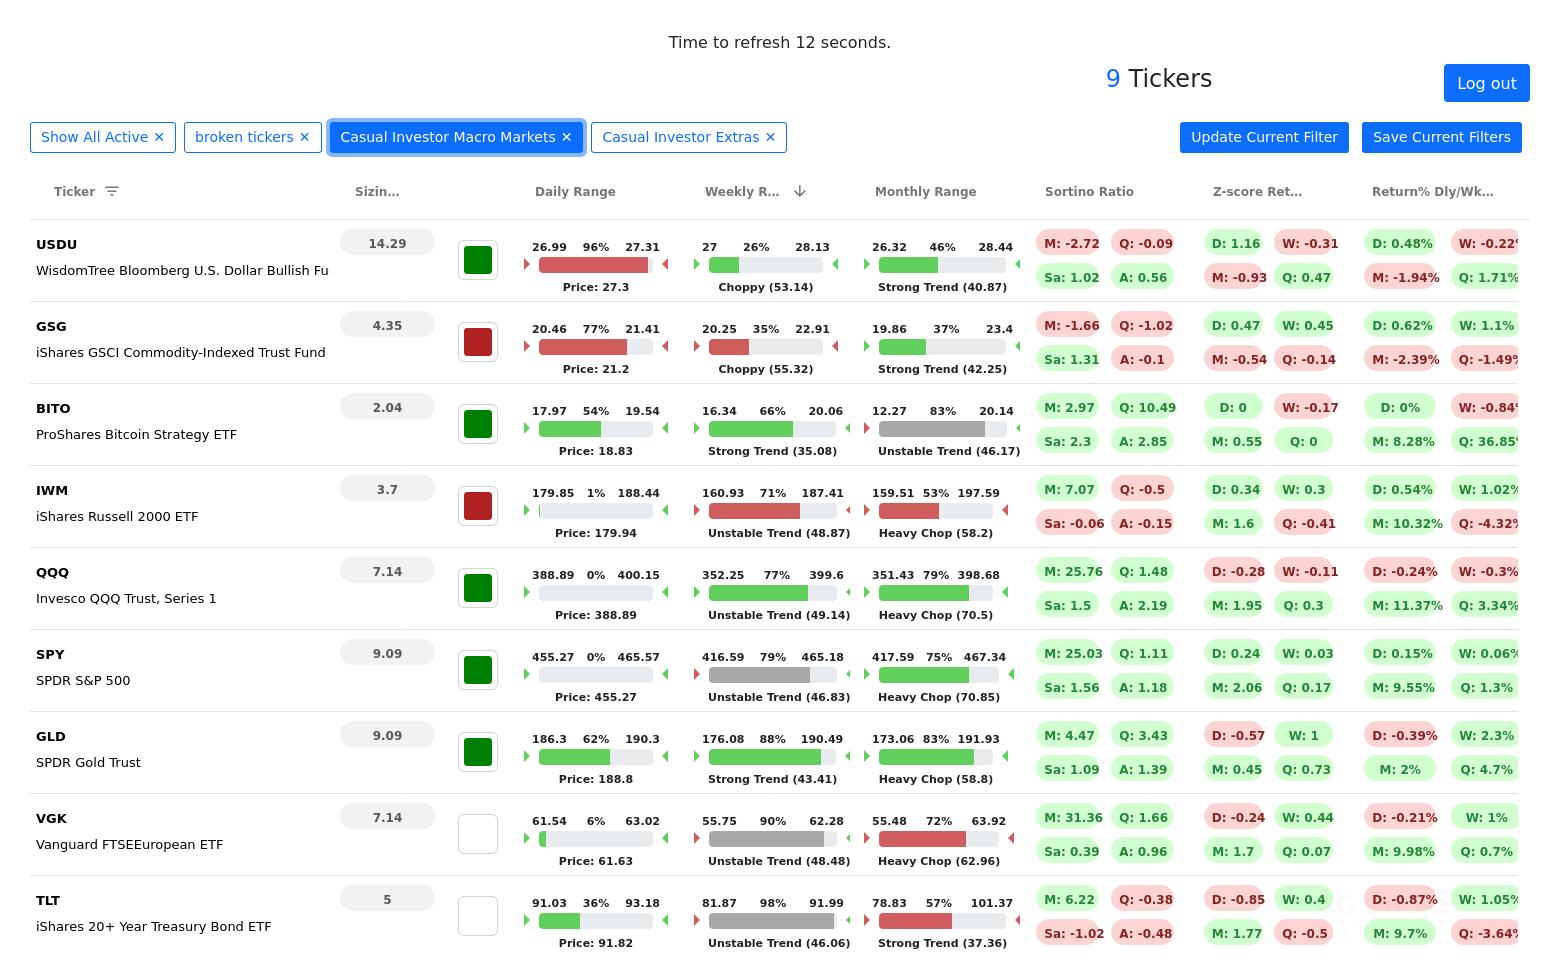 Time to refresh 12 seconds.
9 Tickers
Log out
Show All Active ✕ broken tickers ✕ Casual Investor Macro Markets ✕ Casual Investor Extras ✕ Update Current Filter Save Current Filters
Ticker Sizin... Daily Range Weekly R... Monthly Range Sortino Ratio Z-score Ret... Return% Dly/Wk...
USDU 14.29 26.99 96% 27.31 27 26% 28.13 26.32 46% 28.44 M: -2.72 Q: -0.09 D: 1.16 W: -0.31 D: 0.48% W: -0.22%
WisdomTree Bloomberg U.S. Dollar Bullish Fu Price: 27.3 Choppy (53.14) Strong Trend (40.87) Sa: 1.02 A: 0.56 M: -0.93 Q: 0.47 M: -1.94% Q: 1.71%
GSG 4.35 20.46 77% 21.41 20.25 35% 22.91 19.86 37% 23.4 M: -1.66 Q: -1.02 D: 0.47 W: 0.45 D: 0.62% W: 1.1%
iShares GSCI Commodity-Indexed Trust Fund Price: 21.2 Choppy (55.32) Strong Trend (42.25) Sa: 1.31 A: -0.1 M: -0.54 Q: -0.14 M: -2.39% Q: -1.49%
BITO 2.04 17.97 54% 19.54 16.34 66% 20.06 12.27 83% 20.14 M: 2.97 Q: 10.49 D: 0 W: -0.17 D: 0% W: -0.84%
ProShares Bitcoin Strategy ETF Price: 18.83 Strong Trend (35.08) Unstable Trend (46.17) Sa: 2.3 A: 2.85 M: 0.55 Q: 0 M: 8.28% Q: 36.85%
IWM 3.7 179.85 1% 188.44 160.93 71% 187.41 159.51 53% 197.59 M: 7.07 Q: -0.5 D: 0.34 W: 0.3 D: 0.54% W: 1.02%
iShares Russell 2000 ETF Price: 179.94 Unstable Trend (48.87) Heavy Chop (58.2) Sa: -0.06 A: -0.15 M: 1.6 Q: -0.41 M: 10.32% Q: -4.32%
QQQ 7.14 388.89 0% 400.15 352.25 77% 399.6 351.43 79% 398.68 M: 25.76 Q: 1.48 D: -0.28 W: -0.11 D: -0.24% W: -0.3%
Invesco QQQ Trust, Series 1 Price: 388.89 Unstable Trend (49.14) Heavy Chop (70.5) Sa: 1.5 A: 2.19 M: 1.95 Q: 0.3 M: 11.37% Q: 3.34%
SPY 9.09 455.27 0% 465.57 416.59 79% 465.18 417.59 75% 467.34 M: 25.03 Q: 1.11 D: 0.24 W: 0.03 D: 0.15% W: 0.06%
SPDR S&P 500 Price: 455.27 Unstable Trend (46.83) Heavy Chop (70.85) Sa: 1.56 A: 1.18 M: 2.06 Q: 0.17 M: 9.55% Q: 1.3%
GLD 9.09 186.3 62% 190.3 176.08 88% 190.49 173.06 83% 191.93 M: 4.47 Q: 3.43 D: -0.57 W: 1 D: -0.39% W: 2.3%
SPDR Gold Trust Price: 188.8 Strong Trend (43.41) Heavy Chop (58.8) Sa: 1.09 A: 1.39 M: 0.45 Q: 0.73 M: 2% Q: 4.7%
VGK 7.14 61.54 6% 63.02 55.75 90% 62.28 55.48 72% 63.92 M: 31.36 Q: 1.66 D: -0.24 W: 0.44 D: -0.21% W: 1%
Vanguard FTSEEuropean ETF Price: 61.63 Unstable Trend (48.48) Heavy Chop (62.96) Sa: 0.39 A: 0.96 M: 1.7 Q: 0.07 M: 9.98% Q: 0.7%
TLT 5 91.03 36% 93.18 81.87 98% 91.99 78.83 57% 101.37 M: 6.22 Q: -0.38 D: -0.85 W: 0.4 D: -0.87% W: 1.05%
iShares 20+ Year Treasury Bond ETF Price: 91.82 Unstable Trend (46.06) Strong Trend (37.36) Sa: -1.02 A: -0.48 M: 1.77 Q: -0.5 M: 9.7% Q: -3.64%